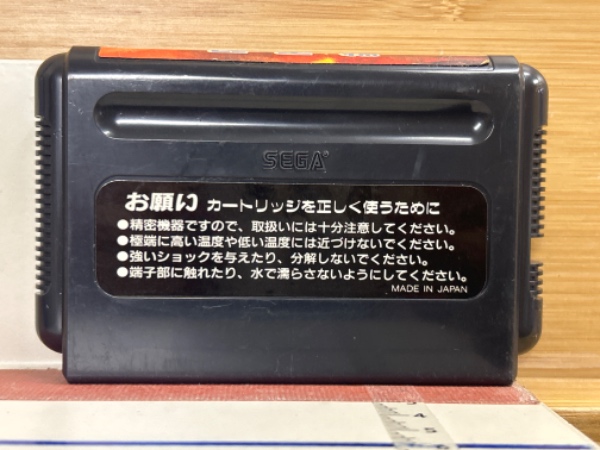 SEGA
お願い カートリッジを正しく使うために
●精密機器ですので、取扱いには十分注意してください。
●極端に高い温度や低い温度には近づけないでください。
●強いショックを与えたり、分解しないでください。
●端子部に触れたり、水で濡らさないようにしてください。
MADE IN JAPAN